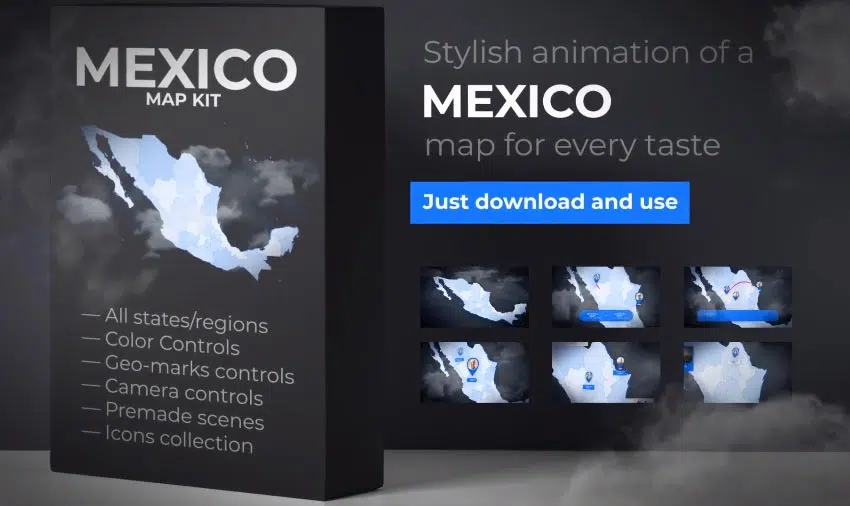 MEXICO
MAP KIT
— All states/regions
— Color Controls
— Geo-marks controls
— Camera controls
— Premade scenes
— Icons collection
Stylish animation of a
MEXICO
map for every taste
Just download and use